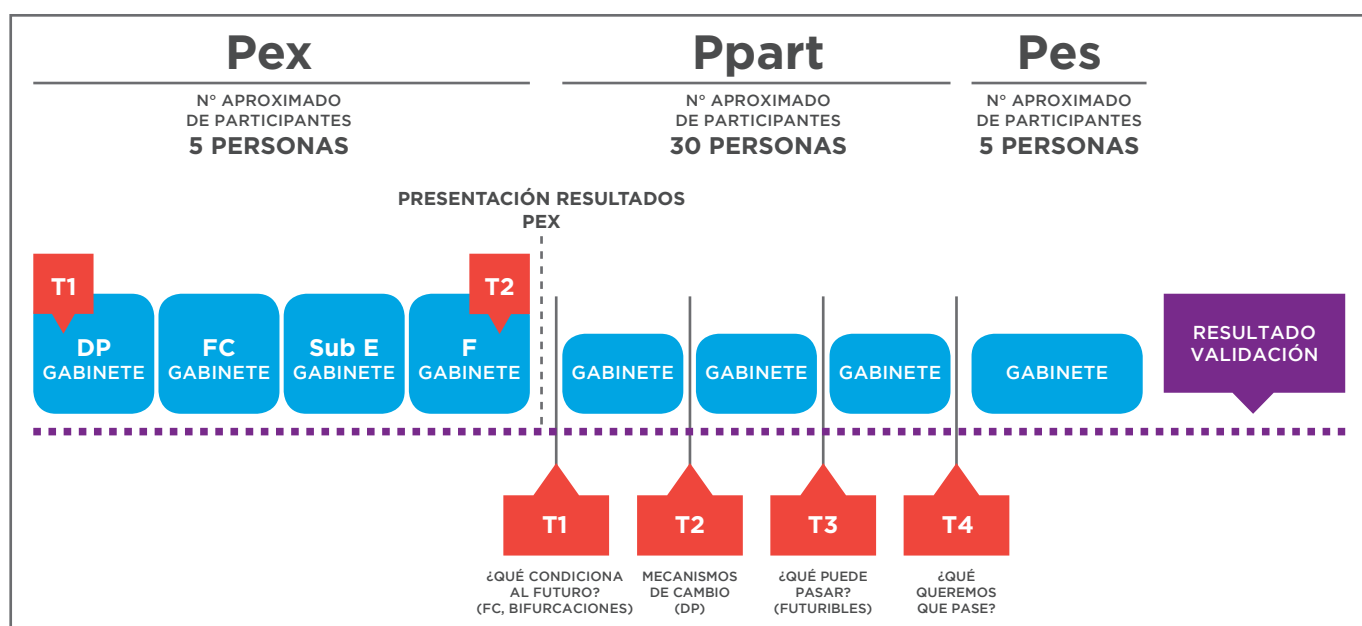 Pex
N° APROXIMADO
DE PARTICIPANTES
5 PERSONAS
Ppart
N° APROXIMADO
DE PARTICIPANTES
30 PERSONAS
Pes
N° APROXIMADO
DE PARTICIPANTES
5 PERSONAS
PRESENTACIÓN RESULTADOS
PEX
T1
T2
DP
GABINETE
FC
GABINETE
Sub E
GABINETE
F
GABINETE
GABINETE
GABINETE
GABINETE
GABINETE
RESULTADO
VALIDACIÓN
T1
¿QUÉ CONDICIONA
AL FUTURO?
(FC, BIFURCACIONES)
T2
MECANISMOS
DE CAMBIO
(DP)
T3
¿QUÉ PUEDE
PASAR?
(FUTURIBLES)
T4
¿QUÉ
QUEREMOS
QUE PASE?